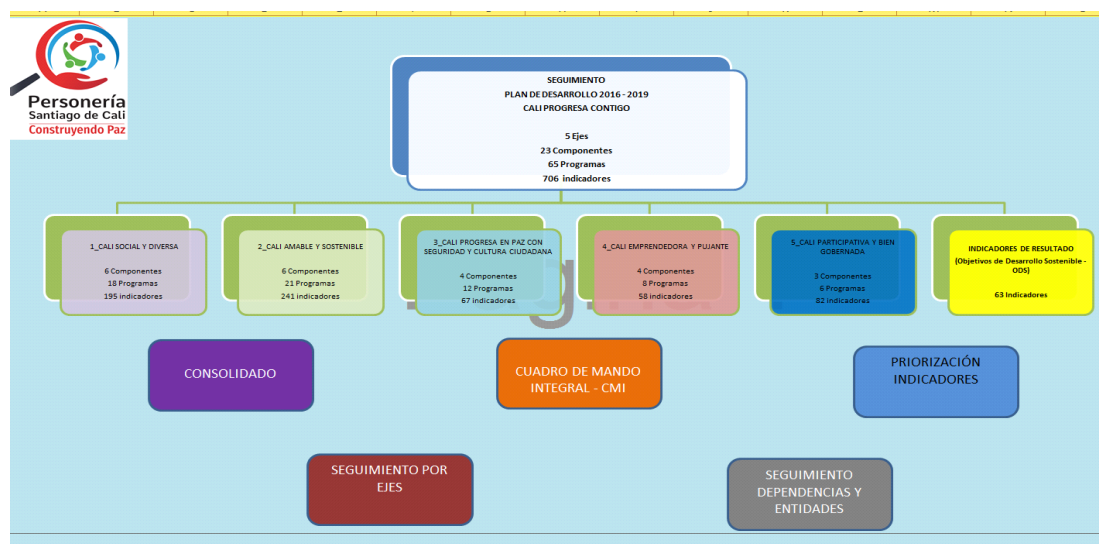 Personería
Santiago de Cali
Construyendo Paz
SEGUIMIENTO
PLAN DE DESARROLLO 2016 - 2019
CALI PROGRESA CONTIGO
5 Ejes
23 Componentes
65 Programas
706 indicadores
1_CALI SOCIAL Y DIVERSA
6 Componentes
18 Programas
195 indicadores
2_CALI AMABLE Y SOSTENIBLE
6 Componentes
21 Programas
241 indicadores
3_CALI PROGRESA EN PAZ CON
SEGURIDAD Y CULTURA CIUDADANA
4 Componentes
12 Programas
67 indicadores
4_CALI EMPRENDEDORA Y PUJANTE
4 Componentes
8 Programas
58 indicadores
5_CALI PARTICIPATIVA Y BIEN
GOBERNADA
3 Componentes
6 Programas
82 indicadores
INDICADORES DE RESULTADO
(Objetivos de Desarrollo Sostenible -
ODS)
63 Indicadores
CONSOLIDADO
CUADRO DE MANDO
INTEGRAL - CMI
PRIORIZACIÓN
INDICADORES
SEGUIMIENTO POR
EJES
SEGUIMIENTO
DEPENDENCIAS Y
ENTIDADES